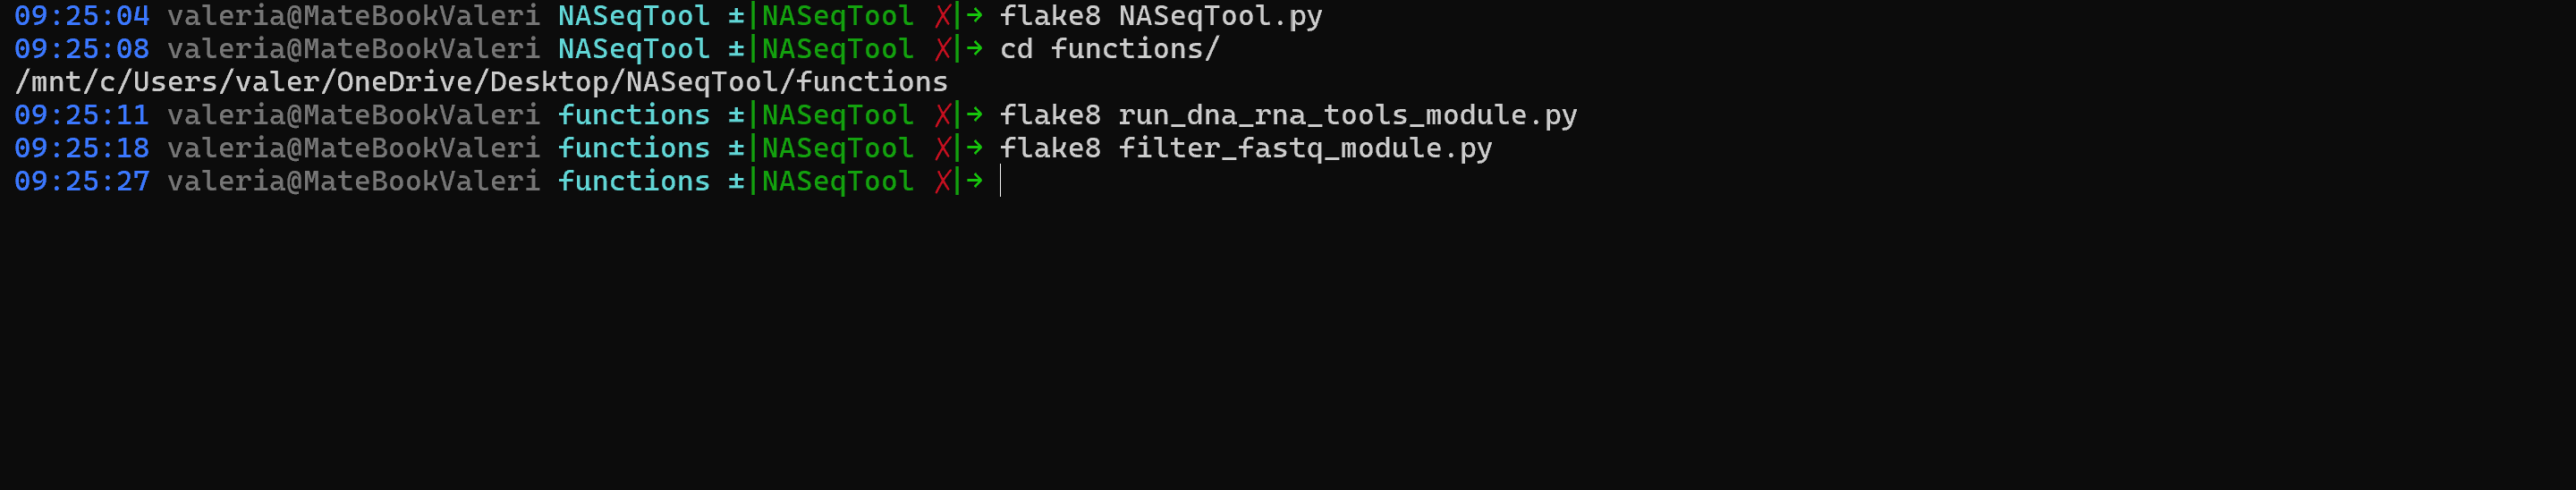 09:25:04 valeria@MateBookValeri NASeqTool ±|NASeqTool ✗|→ flake8 NASeqTool.py
09:25:08 valeria@MateBookValeri NASeqTool ±|NASeqTool ✗|→ cd functions/
/mnt/c/Users/valer/OneDrive/Desktop/NASeqTool/functions
09:25:11 valeria@MateBookValeri functions ±|NASeqTool ✗|→ flake8 run_dna_rna_tools_module.py
09:25:18 valeria@MateBookValeri functions ±|NASeqTool ✗|→ flake8 filter_fastq_module.py
09:25:27 valeria@MateBookValeri functions ±|NASeqTool ✗|→